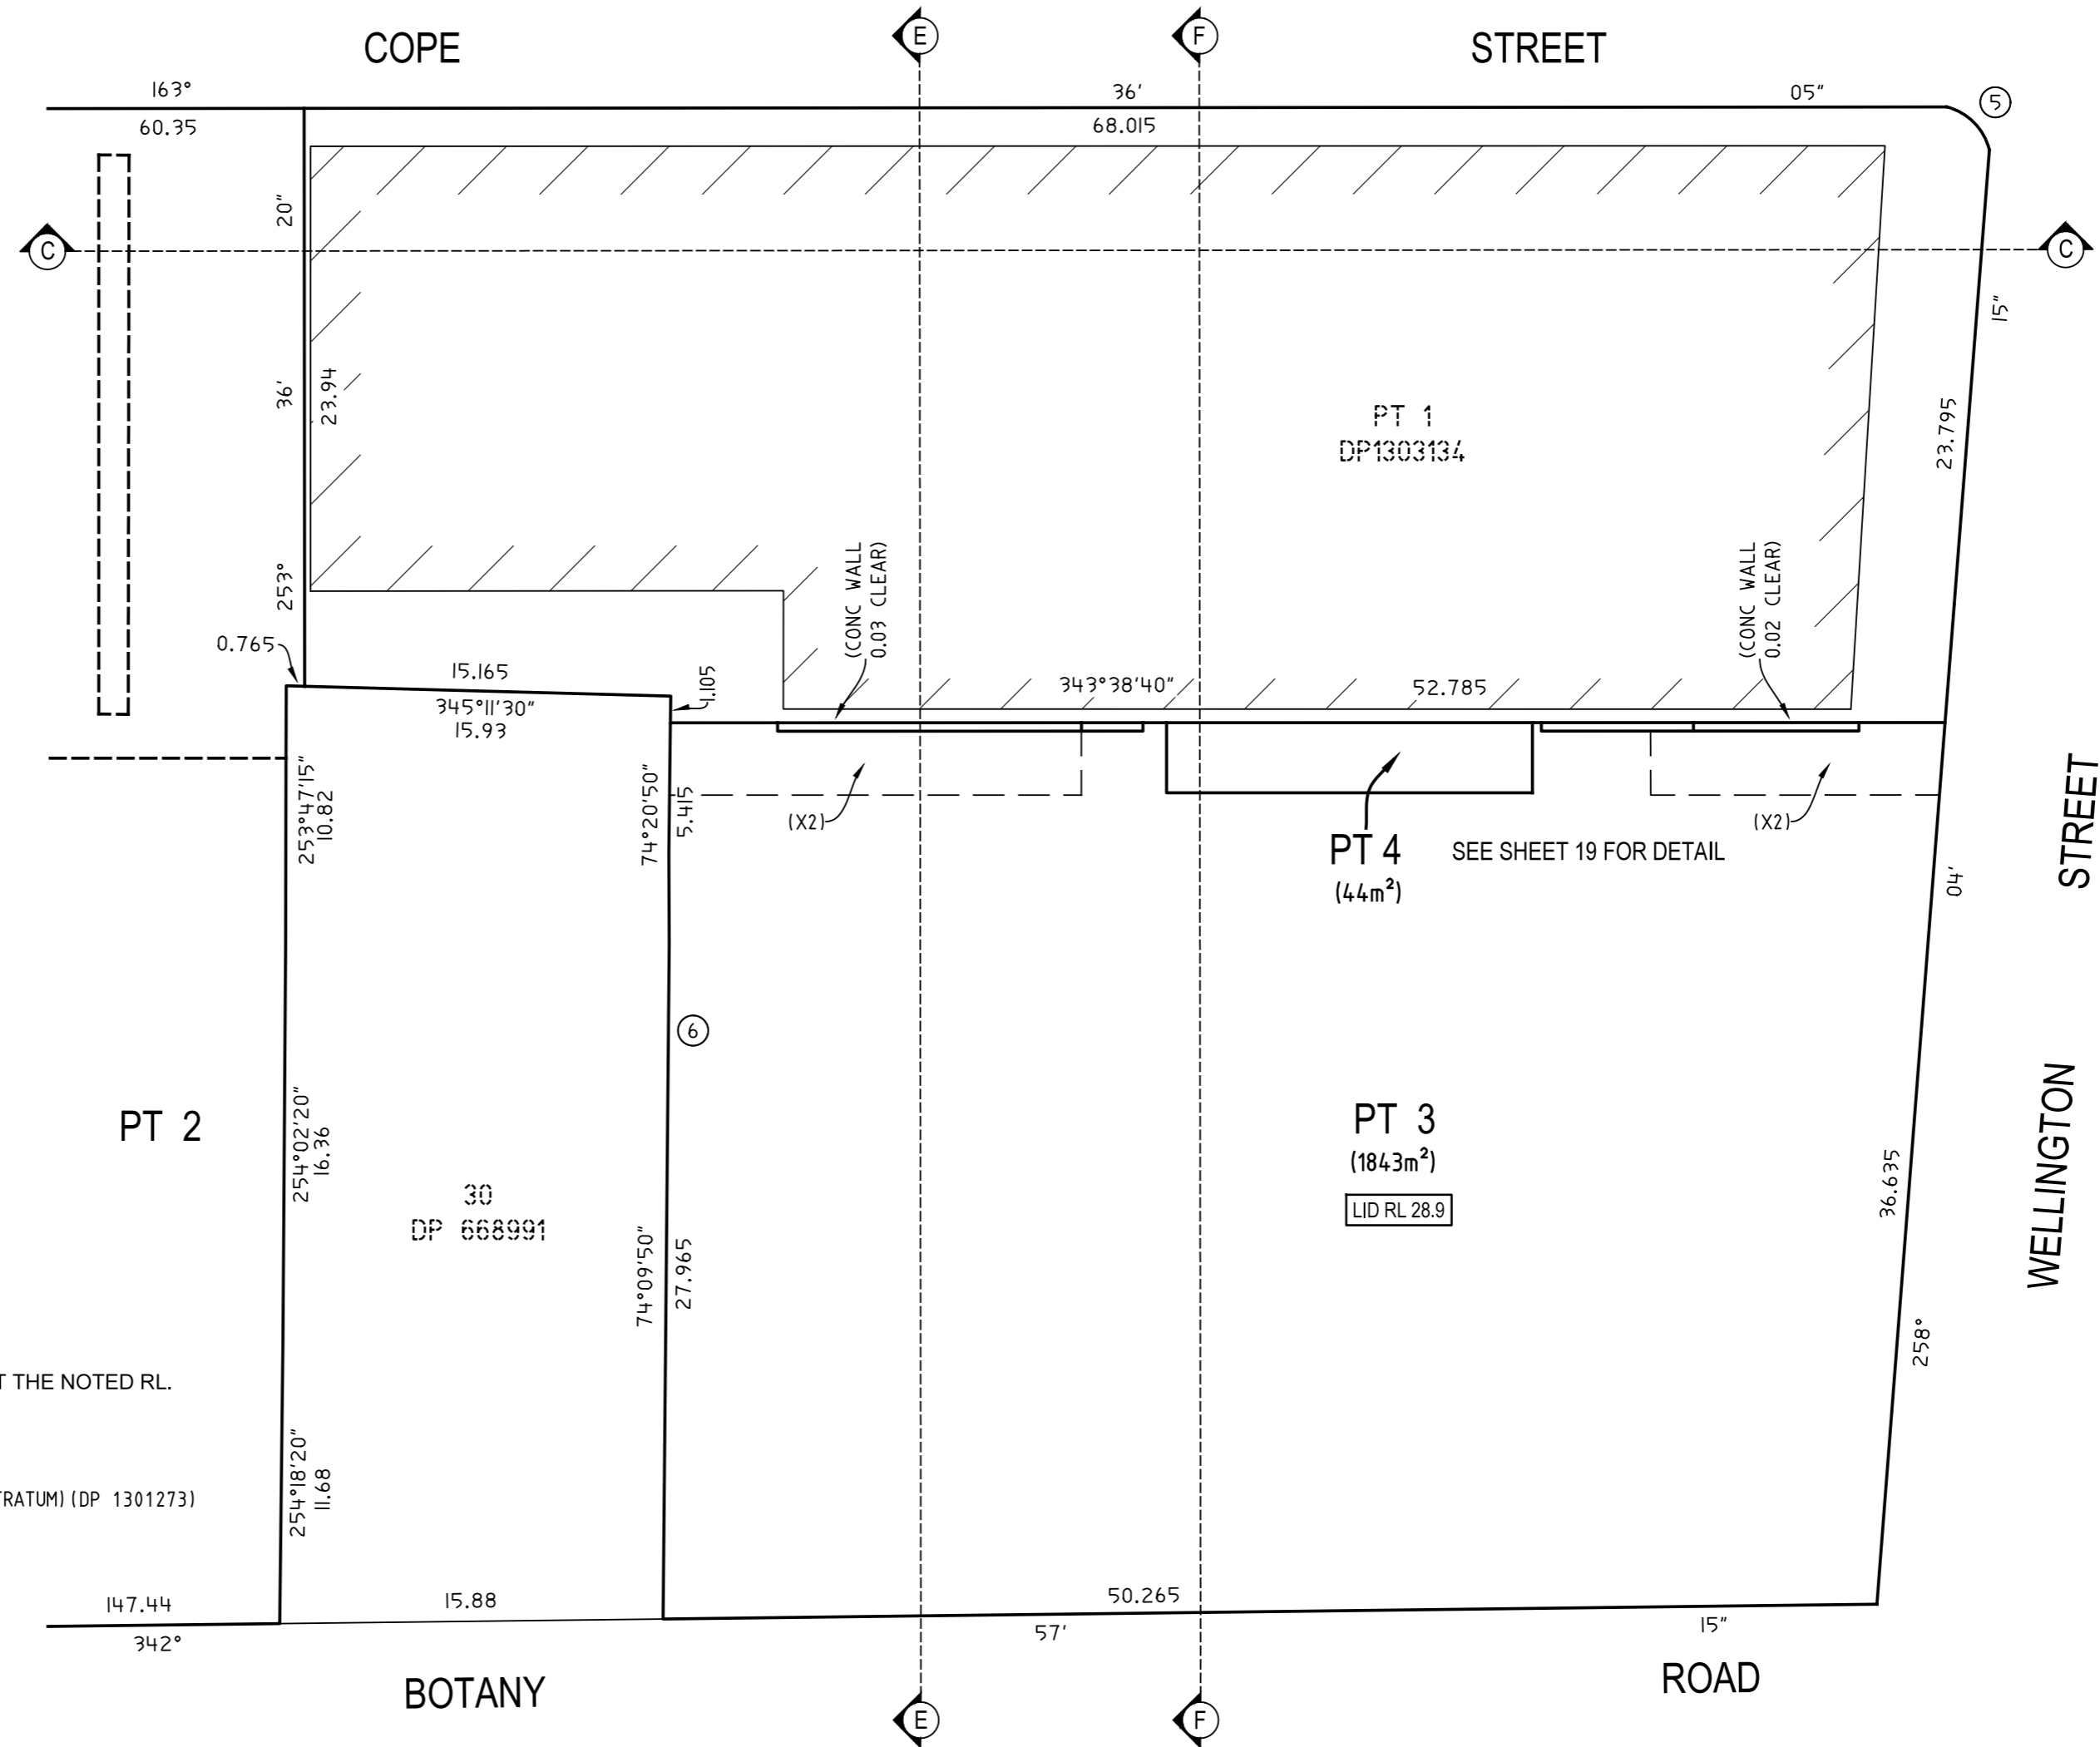 COPE
STREET
E
F
163°
36'
05"
5
60.35
68.015
20"
C
C
15"
36'
23.94
PT 1
DP1303134
23.795
253°
(CONC WALL
0.03 CLEAR)
(CONC WALL
0.02 CLEAR)
0.765
15.165
1.105
343°38'40"
52.785
345°11'30"
15.93
253°47'15"
10.82
74°20'50"
5.415
(X2)
(X2)
PT 4
SEE SHEET 19 FOR DETAIL
(44m²)
04'
STREET
6
PT 2
254°02'20"
16.36
PT 3
(1843m²)
LID RL 28.9
36.635
WELLINGTON
30
DP 668991
74°09'50"
27.965
258°
T THE NOTED RL.
254°18'20"
11.68
RATUM) (DP 1301273)
147.44
15.88
50.265
342°
57'
15"
BOTANY
ROAD
E
F